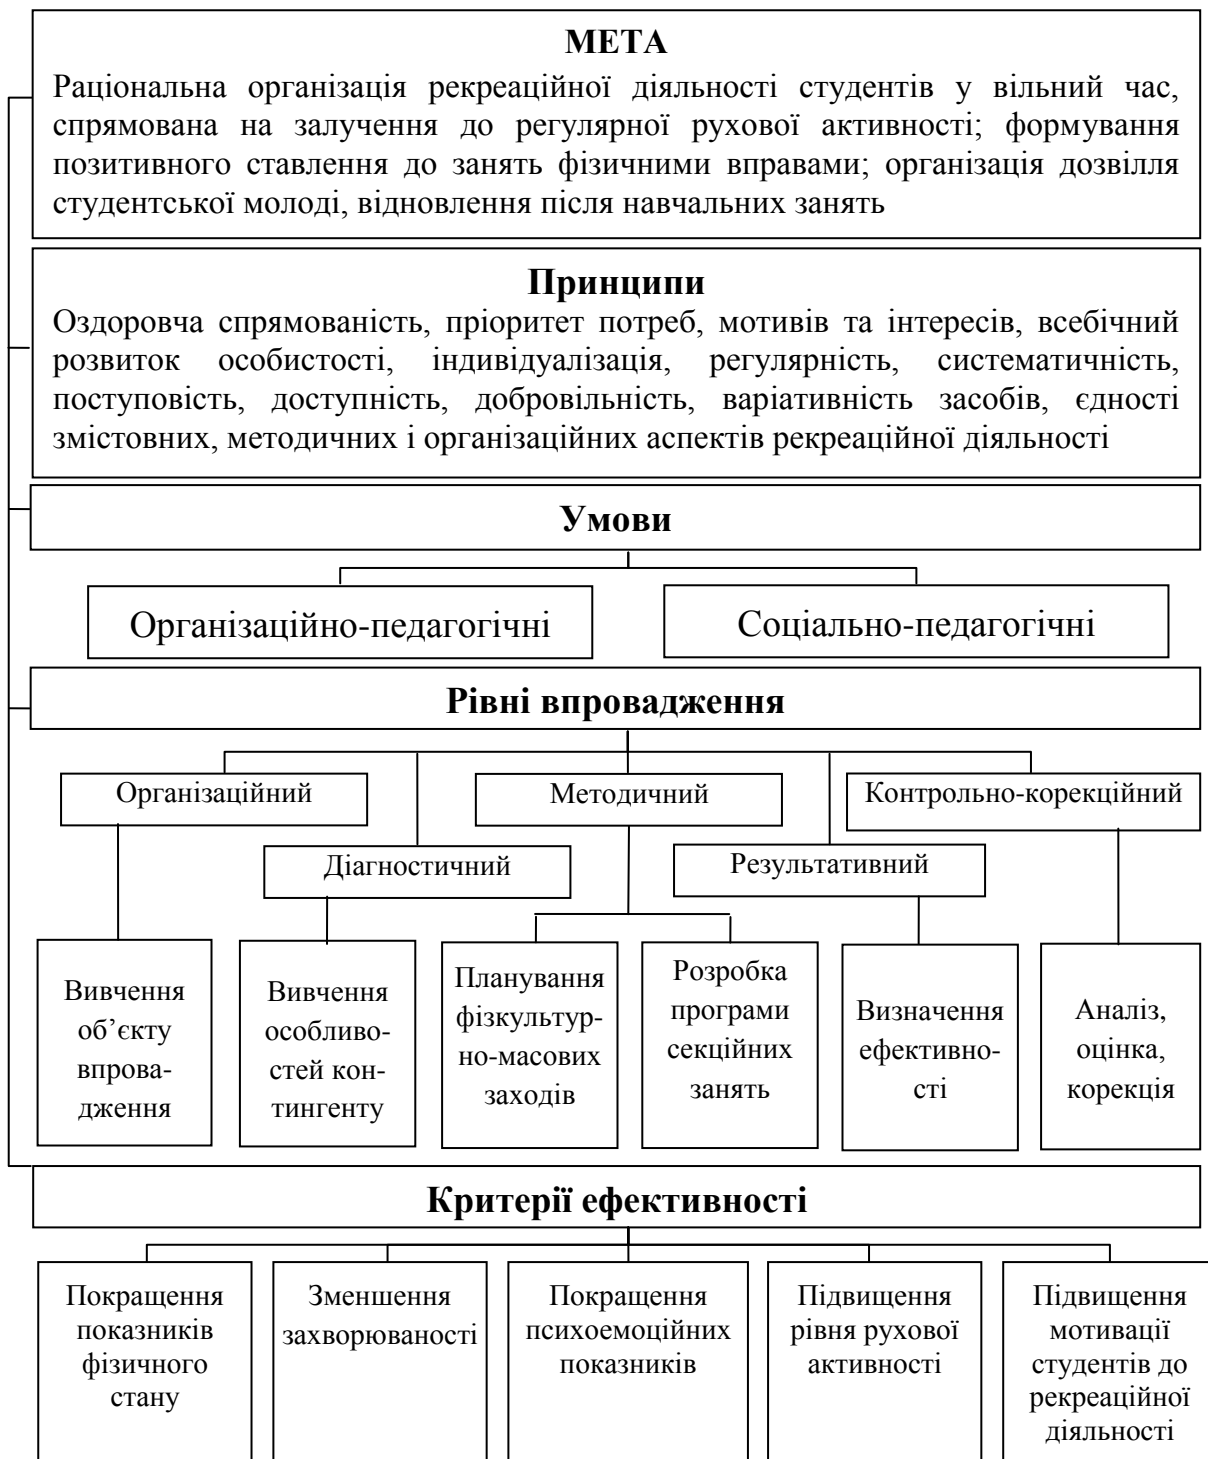 МЕТА
Раціональна організація рекреаційної діяльності студентів у вільний час,
спрямована на залучення до регулярної рухової активності; формування
позитивного ставлення до занять фізичними вправами; організація дозвілля
студентської молоді, відновлення після навчальних занять
Принципи
Оздоровча спрямованість, пріоритет потреб, мотивів та інтересів, всебічний
розвиток особистості, індивідуалізація, регулярність, систематичність,
поступовість, доступність, добровільність, варіативність засобів, єдності
змістовних, методичних і організаційних аспектів рекреаційної діяльності
Умови
Організаційно-педагогічні
Соціально-педагогічні
Рівні впровадження
Організаційний
Методичний
Контрольно-корекційний
Діагностичний
Результативний
Вивчення
об’єкту
впрова-
дження
Вивчення
особливо-
стей кон-
тингенту
Планування
фізкультур-
но-масових
заходів
Розробка
програми
секційних
занять
Визначення
ефективно-
сті
Аналіз,
оцінка,
корекція
Критерії ефективності
Покращення
показників
фізичного
стану
Зменшення
захворюваності
Покращення
психоемоційних
показників
Підвищення
рівня рухової
активності
Підвищення
мотивації
студентів до
рекреаційної
діяльності